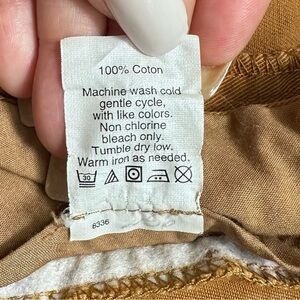 100% Coton
Machine wash cold
gentle cycle,
with like colors.
Non chlorine
bleach only.
Tumble dry low.
Warm iron as needed.
30
6336